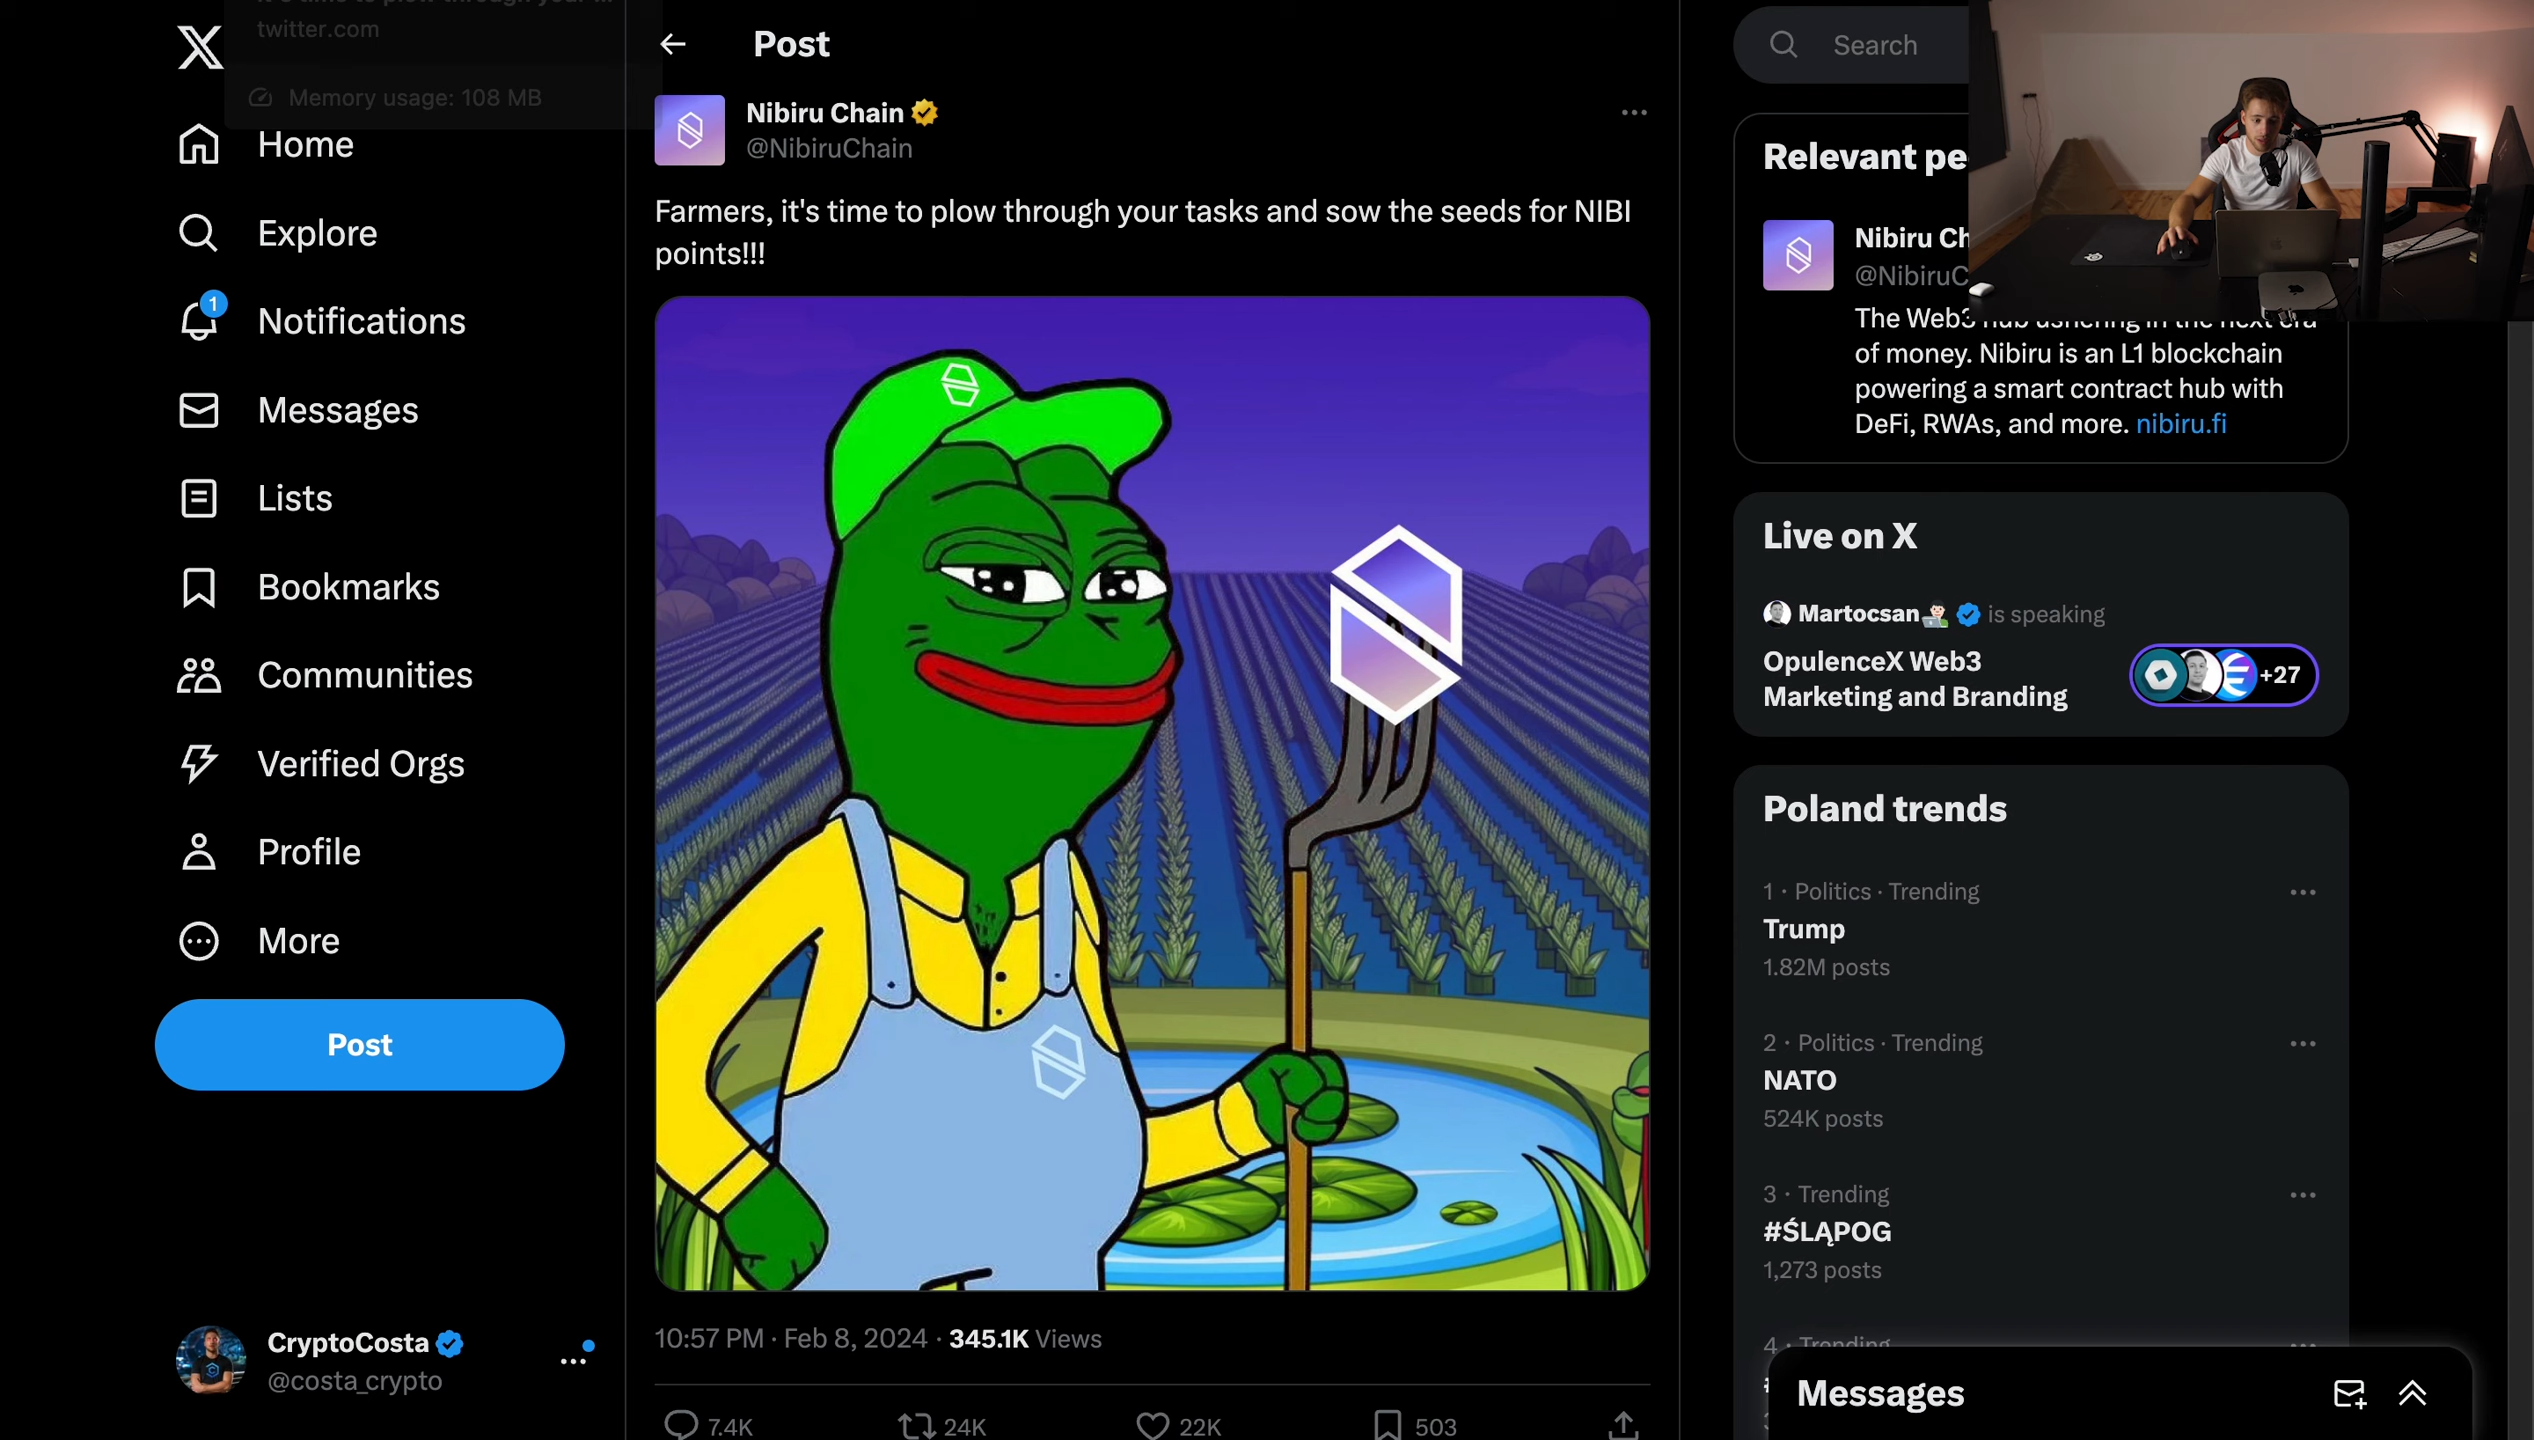 twitter.com
Memory usage: 108 MB
Home
Explore
1
Notifications
Messages
Lists
Bookmarks
Communities
Verified Orgs
Profile
More
Post
CryptoCosta
@costa_crypto
Post
Nibiru Chain
@NibiruChain
Farmers, it's time to plow through your tasks and sow the seeds for NIBI
points!!!
10:57 PM · Feb 8, 2024 · 345.1K Views
7.4K 24K 22K 503
Search
Relevant pe
Nibiru Ch
@NibiruC
The Web3 hub ushering in the next era
of money. Nibiru is an L1 blockchain
powering a smart contract hub with
DeFi, RWAs, and more. nibiru.fi
Live on X
Martocsan is speaking
OpulenceX Web3
Marketing and Branding
+27
Poland trends
1 · Politics · Trending
Trump
1.82M posts
2 · Politics · Trending
NATO
524K posts
3 · Trending
#ŚLĄPOG
1,273 posts
4 · Trending
Messages